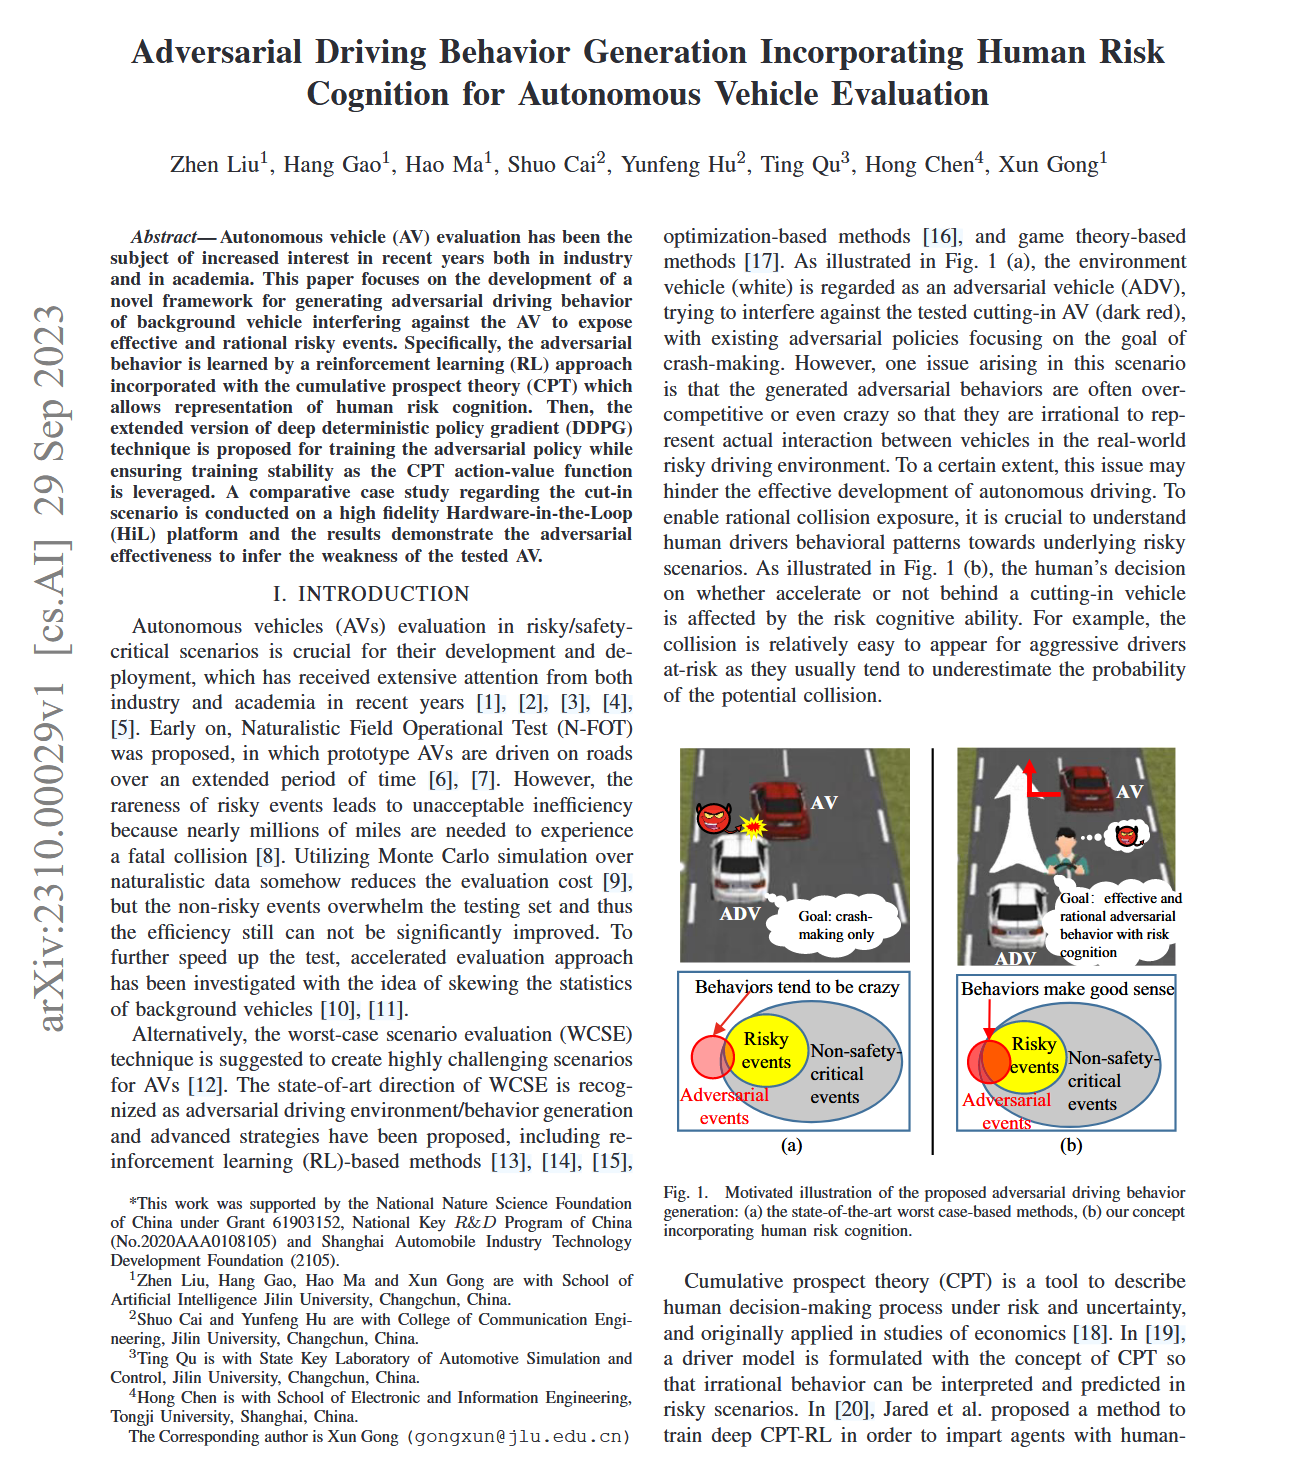 Adversarial Driving Behavior Generation Incorporating Human Risk
Cognition for Autonomous Vehicle Evaluation
Zhen Liu1, Hang Gao1, Hao Ma1, Shuo Cai2, Yunfeng Hu2, Ting Qu3, Hong Chen4, Xun Gong1
arXiv:2310.00029v1 [cs.AI] 29 Sep 2023
Abstract— Autonomous vehicle (AV) evaluation has been the
subject of increased interest in recent years both in industry
and in academia. This paper focuses on the development of a
novel framework for generating adversarial driving behavior
of background vehicle interfering against the AV to expose
effective and rational risky events. Specifically, the adversarial
behavior is learned by a reinforcement learning (RL) approach
incorporated with the cumulative prospect theory (CPT) which
allows representation of human risk cognition. Then, the
extended version of deep deterministic policy gradient (DDPG)
technique is proposed for training the adversarial policy while
ensuring training stability as the CPT action-value function
is leveraged. A comparative case study regarding the cut-in
scenario is conducted on a high fidelity Hardware-in-the-Loop
(HiL) platform and the results demonstrate the adversarial
effectiveness to infer the weakness of the tested AV.
I. INTRODUCTION
Autonomous vehicles (AVs) evaluation in risky/safety-
critical scenarios is crucial for their development and de-
ployment, which has received extensive attention from both
industry and academia in recent years [1], [2], [3], [4],
[5]. Early on, Naturalistic Field Operational Test (N-FOT)
was proposed, in which prototype AVs are driven on roads
over an extended period of time [6], [7]. However, the
rareness of risky events leads to unacceptable inefficiency
because nearly millions of miles are needed to experience
a fatal collision [8]. Utilizing Monte Carlo simulation over
naturalistic data somehow reduces the evaluation cost [9],
but the non-risky events overwhelm the testing set and thus
the efficiency still can not be significantly improved. To
further speed up the test, accelerated evaluation approach
has been investigated with the idea of skewing the statistics
of background vehicles [10], [11].
Alternatively, the worst-case scenario evaluation (WCSE)
technique is suggested to create highly challenging scenarios
for AVs [12]. The state-of-art direction of WCSE is recog-
nized as adversarial driving environment/behavior generation
and advanced strategies have been proposed, including re-
inforcement learning (RL)-based methods [13], [14], [15],
*This work was supported by the National Nature Science Foundation
of China under Grant 61903152, National Key R&D Program of China
(No.2020AAA0108105) and Shanghai Automobile Industry Technology
Development Foundation (2105).
1Zhen Liu, Hang Gao, Hao Ma and Xun Gong are with School of
Artificial Intelligence Jilin University, Changchun, China.
2Shuo Cai and Yunfeng Hu are with College of Communication Engi-
neering, Jilin University, Changchun, China.
3Ting Qu is with State Key Laboratory of Automotive Simulation and
Control, Jilin University, Changchun, China.
4Hong Chen is with School of Electronic and Information Engineering,
Tongji University, Shanghai, China.
The Corresponding author is Xun Gong (gongxun@jlu.edu.cn)
optimization-based methods [16], and game theory-based
methods [17]. As illustrated in Fig. 1 (a), the environment
vehicle (white) is regarded as an adversarial vehicle (ADV),
trying to interfere against the tested cutting-in AV (dark red),
with existing adversarial policies focusing on the goal of
crash-making. However, one issue arising in this scenario
is that the generated adversarial behaviors are often over-
competitive or even crazy so that they are irrational to rep-
resent actual interaction between vehicles in the real-world
risky driving environment. To a certain extent, this issue may
hinder the effective development of autonomous driving. To
enable rational collision exposure, it is crucial to understand
human drivers behavioral patterns towards underlying risky
scenarios. As illustrated in Fig. 1 (b), the human's decision
on whether accelerate or not behind a cutting-in vehicle
is affected by the risk cognitive ability. For example, the
collision is relatively easy to appear for aggressive drivers
at-risk as they usually tend to underestimate the probability
of the potential collision.
AV
ADV
Goal: crash-
making only
Behaviors tend to be crazy
Risky
events
Non-safety-
critical
events
Adversarial
events
(a)
AV
ADV
Goal: effective and
rational adversarial
behavior with risk
cognition
Behaviors make good sense
Risky
events
Non-safety-
critical
events
Adversarial
events
(b)
Fig. 1. Motivated illustration of the proposed adversarial driving behavior
generation: (a) the state-of-the-art worst case-based methods, (b) our concept
incorporating human risk cognition.
Cumulative prospect theory (CPT) is a tool to describe
human decision-making process under risk and uncertainty,
and originally applied in studies of economics [18]. In [19],
a driver model is formulated with the concept of CPT so
that irrational behavior can be interpreted and predicted in
risky scenarios. In [20], Jared et al. proposed a method to
train deep CPT-RL in order to impart agents with human-